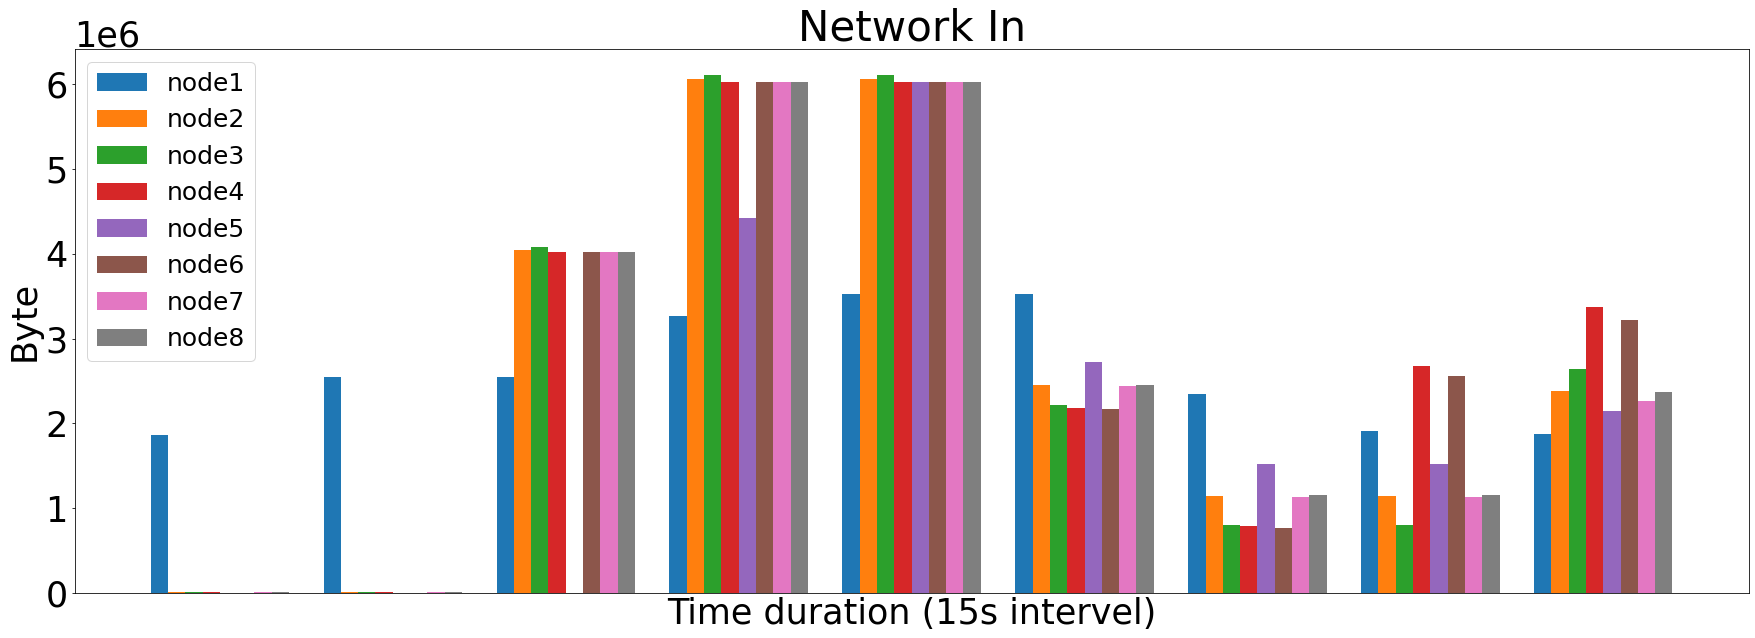 Network In
1e6
6
5
4
3
2
1
0
Byte
node1
node2
node3
node4
node5
node6
node7
node8
Time duration (15s intervel)